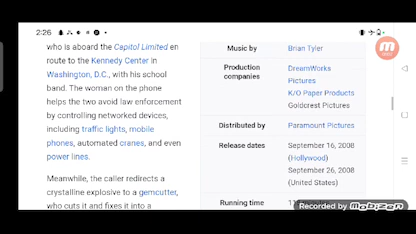 2:26
who is aboard the Capitol Limited en
route to the Kennedy Center in
Washington, D.C., with his school
band. The woman on the phone
helps the two avoid law enforcement
by controlling networked devices,
including traffic lights, mobile
phones, automated cranes, and even
power lines.
Meanwhile, the caller redirects a
crystalline explosive to a gemcutter,
who cuts it and fixes it into a
Music by Brian Tyler
Production DreamWorks
companies Pictures
K/O Paper Products
Goldcrest Pictures
Distributed by Paramount Pictures
Release dates September 16, 2008
(Hollywood)
September 26, 2008
(United States)
Running time
Recorded by Mobizen